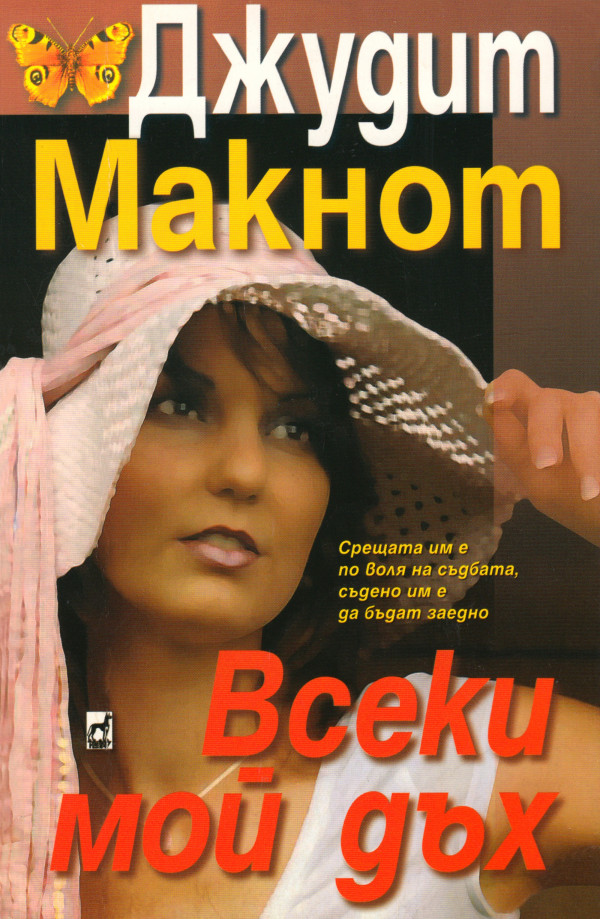 Джудит
Макнот
Срещата им е
по воля на съдбата,
съдено им е
да бъдат заедно
Всеки
мой дъх